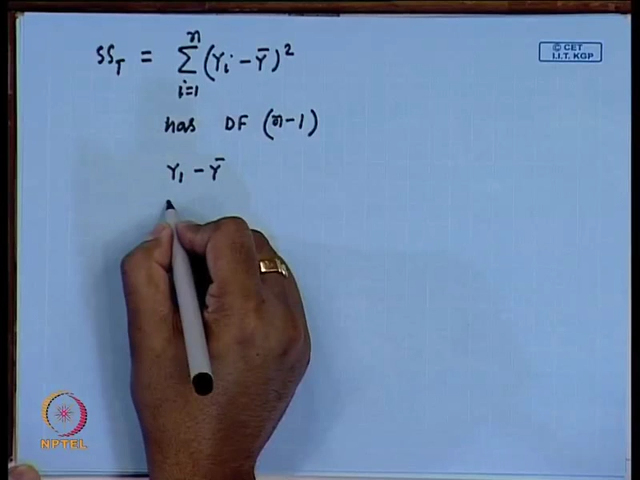 SS_T = Σ_{i=1}^{n} (Y_i - Ȳ)²
has DF (n-1)
Y_1 - Ȳ
© CET
I.I.T. KGP
NPTEL